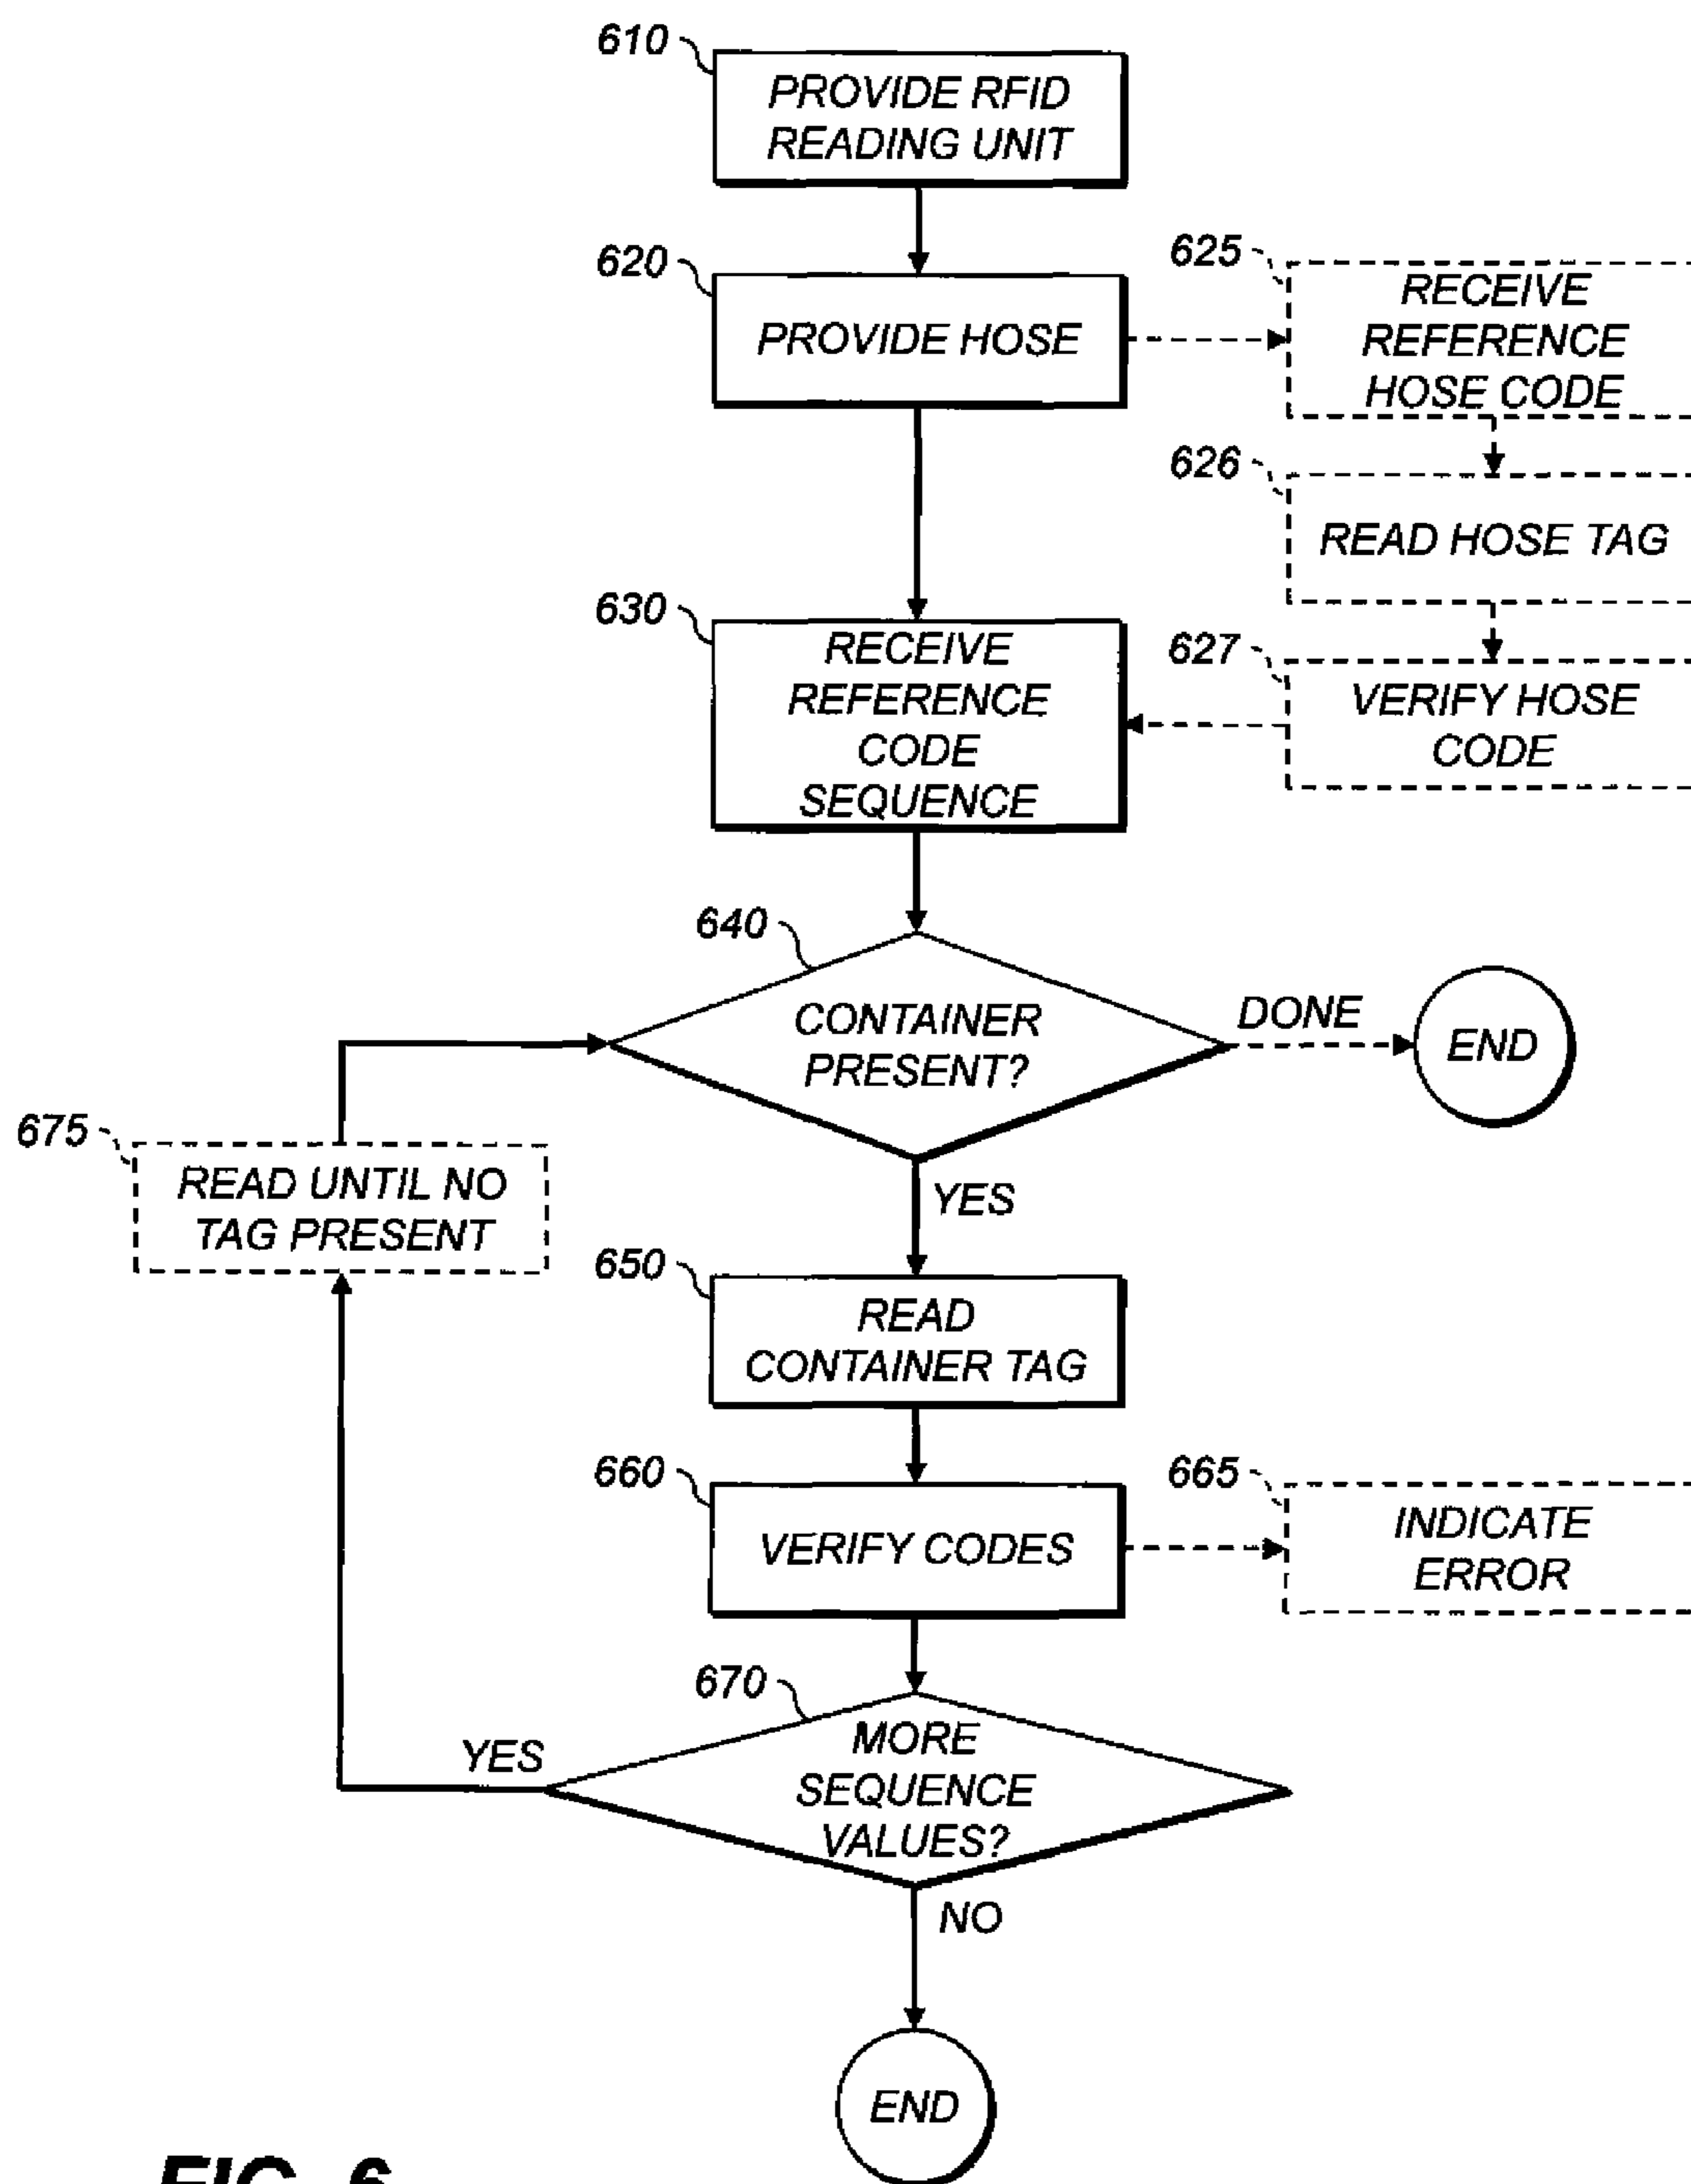 610
PROVIDE RFID
READING UNIT
620
PROVIDE HOSE
625
RECEIVE
REFERENCE
HOSE CODE
626
READ HOSE TAG
630
RECEIVE
REFERENCE
CODE
SEQUENCE
627
VERIFY HOSE
CODE
640
CONTAINER
PRESENT?
DONE
END
675
READ UNTIL NO
TAG PRESENT
YES
650
READ
CONTAINER TAG
660
VERIFY CODES
665
INDICATE
ERROR
670
MORE
SEQUENCE
VALUES?
YES
NO
END
FIG. 6